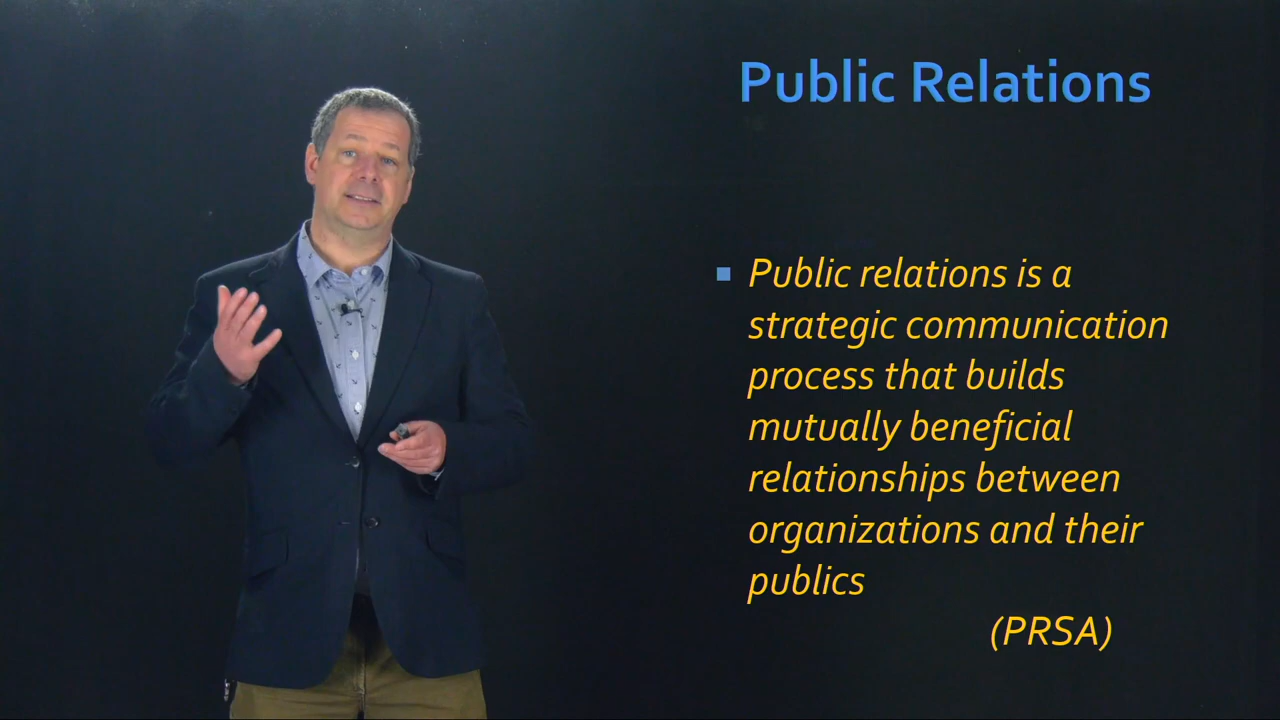 Public Relations
Public relations is a
strategic communication
process that builds
mutually beneficial
relationships between
organizations and their
publics
(PRSA)